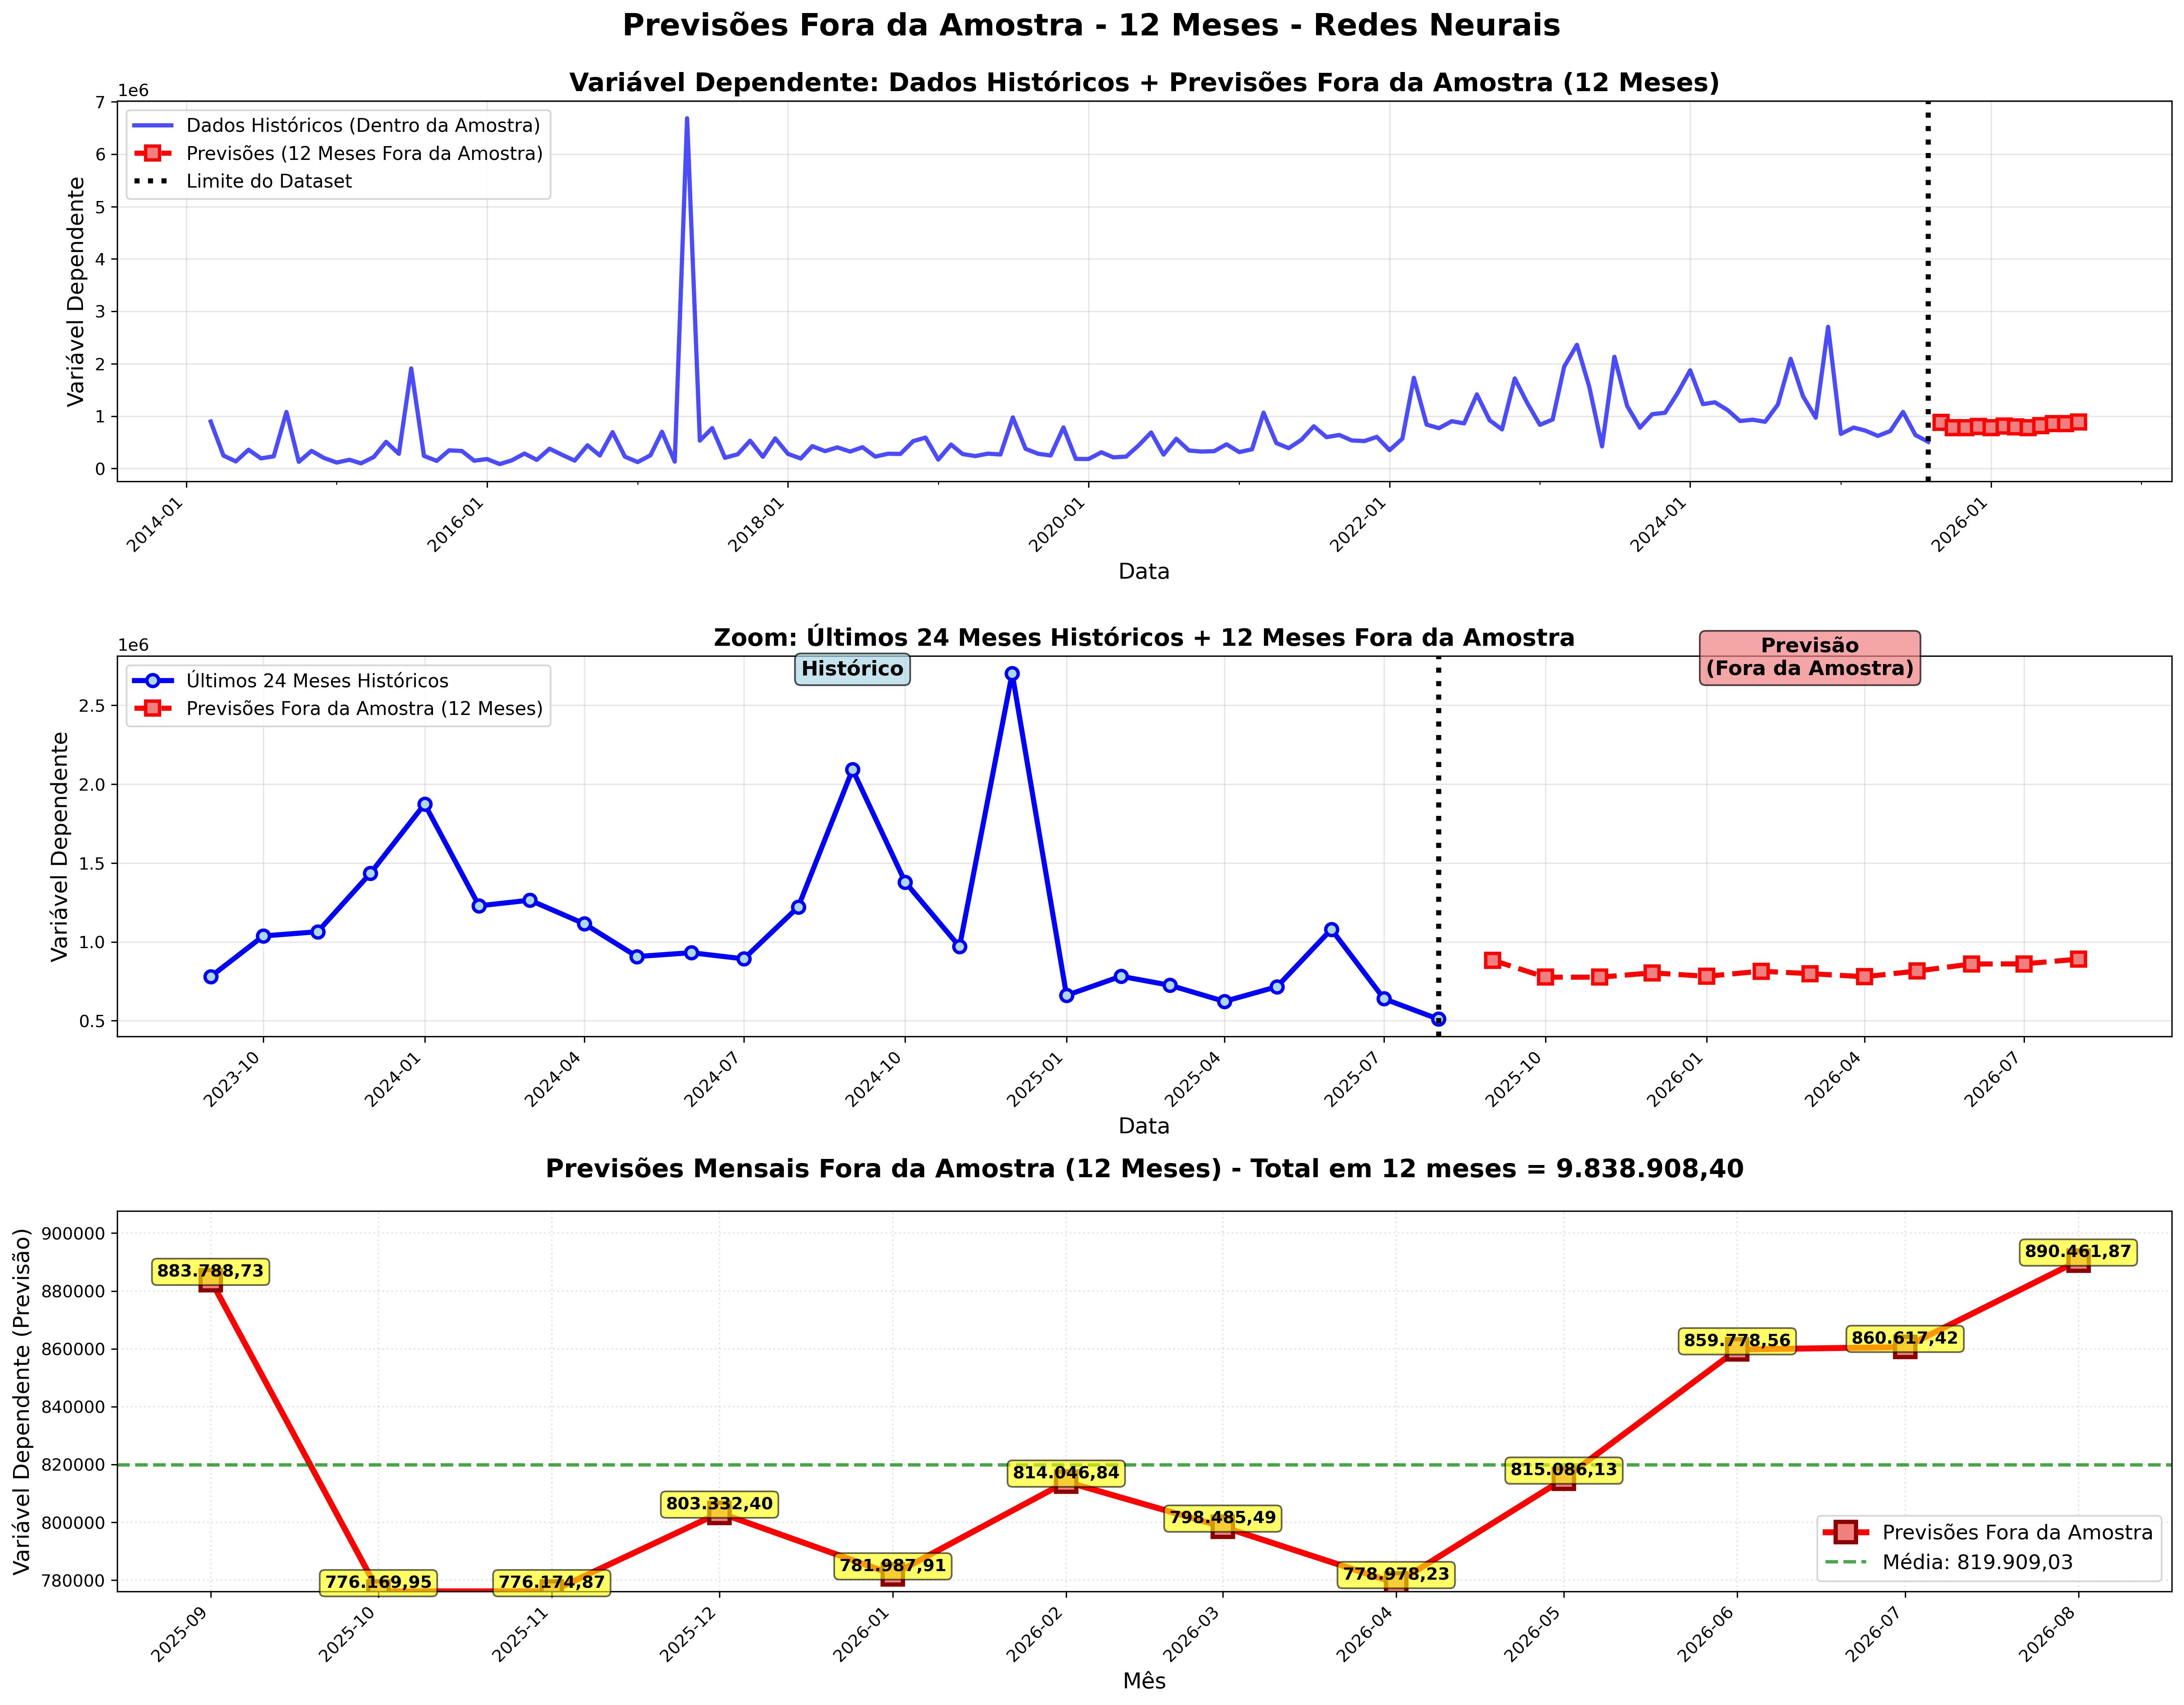 Previsões Fora da Amostra - 12 Meses - Redes Neurais
Variável Dependente: Dados Históricos + Previsões Fora da Amostra (12 Meses)
1e6
7
6
5
4
3
2
1
0
Variável Dependente
Dados Históricos (Dentro da Amostra)
Previsões (12 Meses Fora da Amostra)
Limite do Dataset
2014-01
2016-01
2018-01
2020-01
2022-01
2024-01
2026-01
Data
Zoom: Últimos 24 Meses Históricos + 12 Meses Fora da Amostra
1e6
2.5
2.0
1.5
1.0
0.5
Variável Dependente
Últimos 24 Meses Históricos
Previsões Fora da Amostra (12 Meses)
Histórico
Previsão
(Fora da Amostra)
2023-10
2024-01
2024-04
2024-07
2024-10
2025-01
2025-04
2025-07
2025-10
2026-01
2026-04
2026-07
Data
Previsões Mensais Fora da Amostra (12 Meses) - Total em 12 meses = 9.838.908,40
900000
880000
860000
840000
820000
800000
780000
Variável Dependente (Previsão)
883.788,73
776.169,95
776.174,87
803.332,40
781.987,91
814.046,84
798.485,49
778.978,23
815.086,13
859.778,56
860.617,42
890.461,87
Previsões Fora da Amostra
Média: 819.909,03
2025-09
2025-10
2025-11
2025-12
2026-01
2026-02
2026-03
2026-04
2026-05
2026-06
2026-07
2026-08
Mês